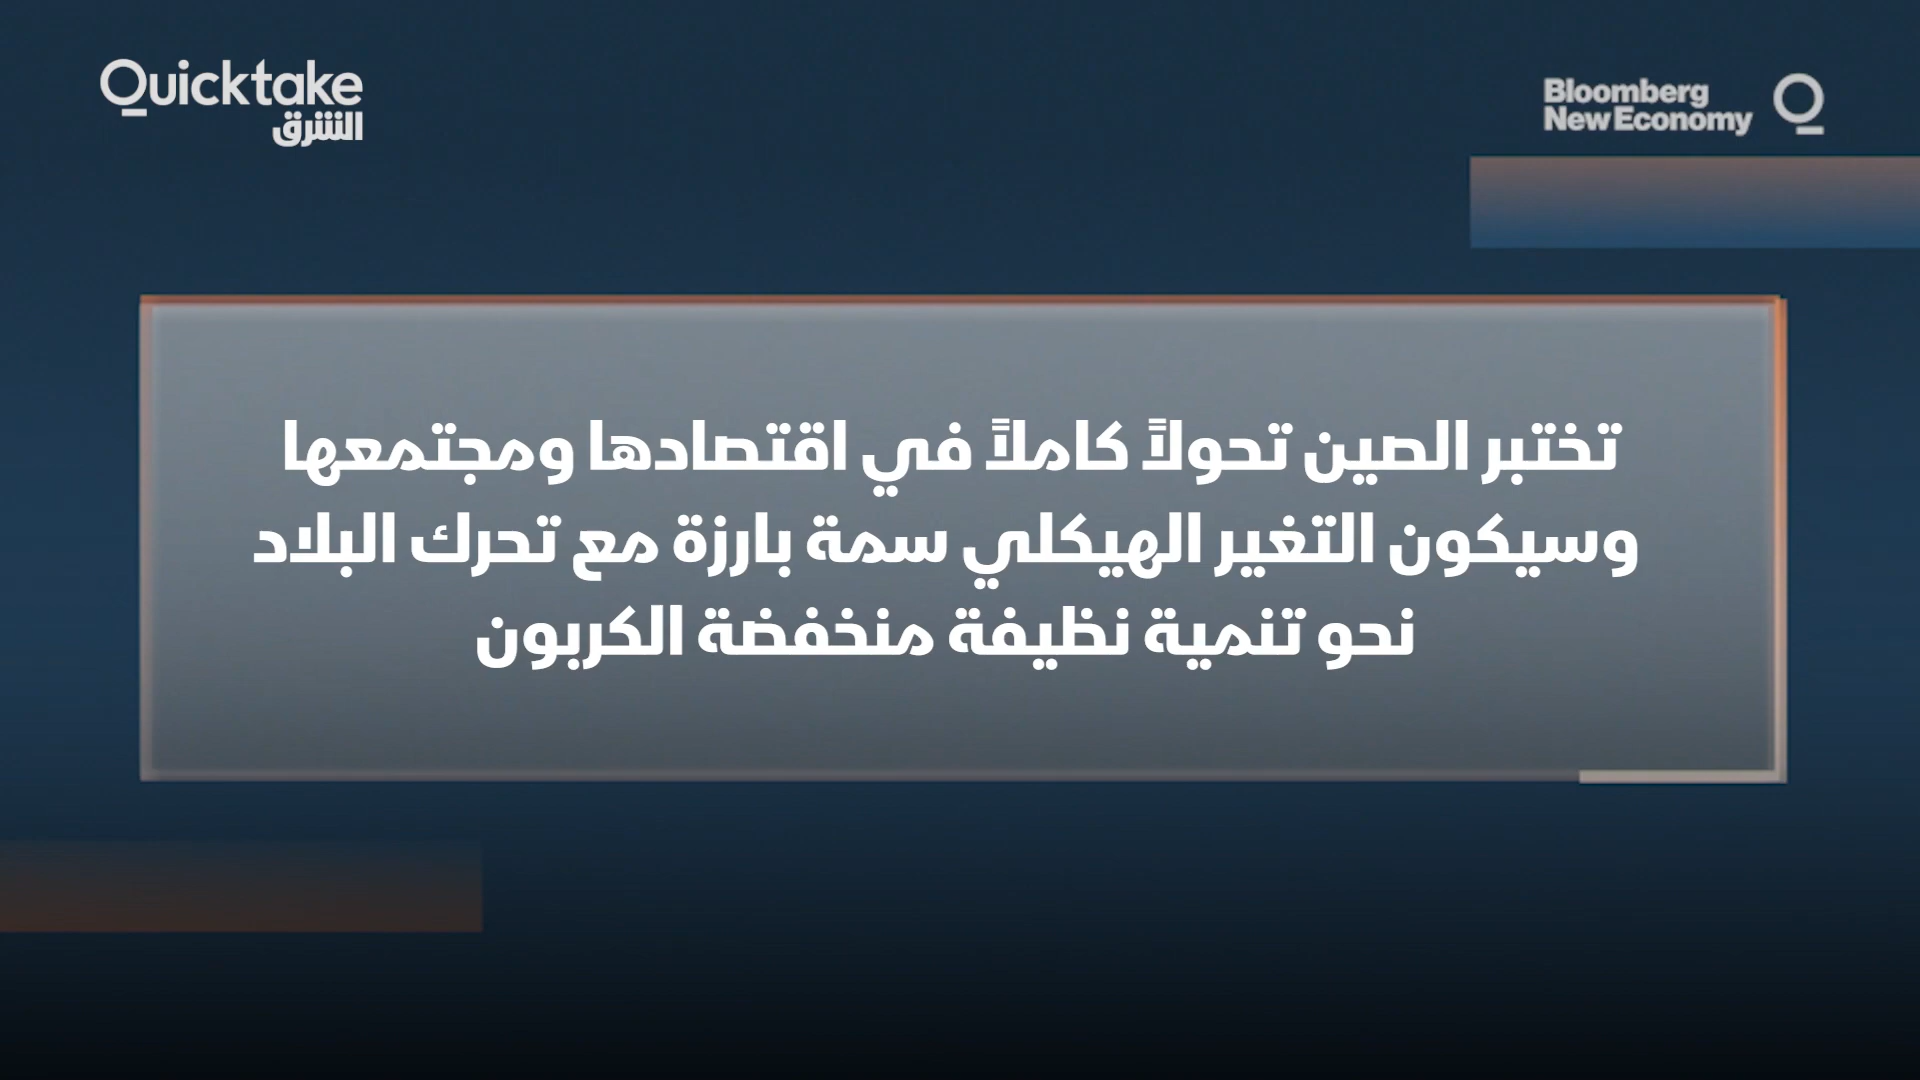 Quicktake
الشرق
Bloomberg
New Economy
تختبر الصين تحولاً كاملاً في اقتصادها ومجتمعها
وسيكون التغير الهيكلي سمة بارزة مع تحرك البلاد
نحو تنمية نظيفة منخفضة الكربون